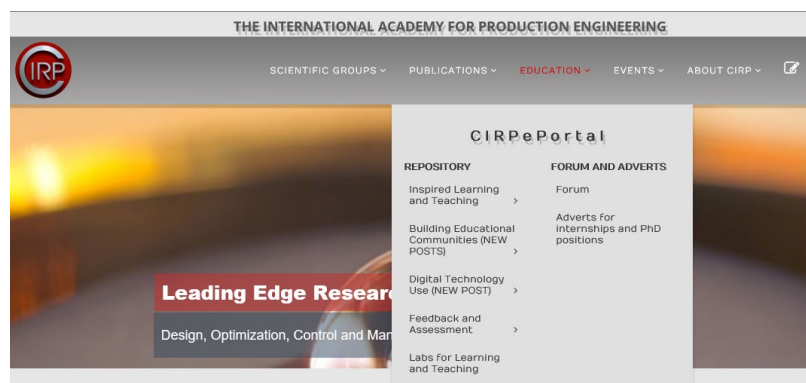 THE INTERNATIONAL ACADEMY FOR PRODUCTION ENGINEERING
CIRP
SCIENTIFIC GROUPS
PUBLICATIONS
EDUCATION
EVENTS
ABOUT CIRP
CIRPePortal
REPOSITORY
Inspired Learning
and Teaching
Building Educational
Communities (NEW
POSTS)
Digital Technology
Use (NEW POST)
Feedback and
Assessment
Labs for Learning
and Teaching
FORUM AND ADVERTS
Forum
Adverts for
internships and PhD
positions
Leading Edge Resear
Design, Optimization, Control and Man